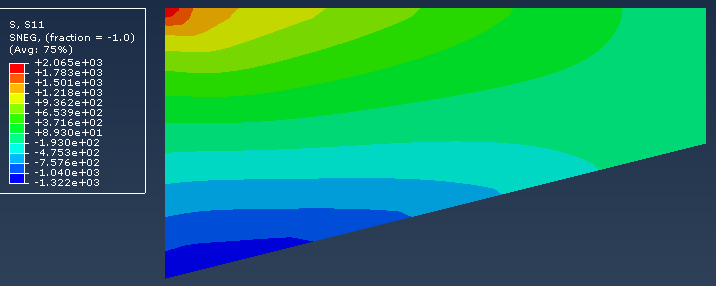 S, S11
SNEG, (fraction = -1.0)
(Avg: 75%)
+2.065e+03
+1.783e+03
+1.501e+03
+1.218e+03
+9.362e+02
+6.539e+02
+3.716e+02
+8.930e+01
-1.930e+02
-4.753e+02
-7.576e+02
-1.040e+03
-1.322e+03